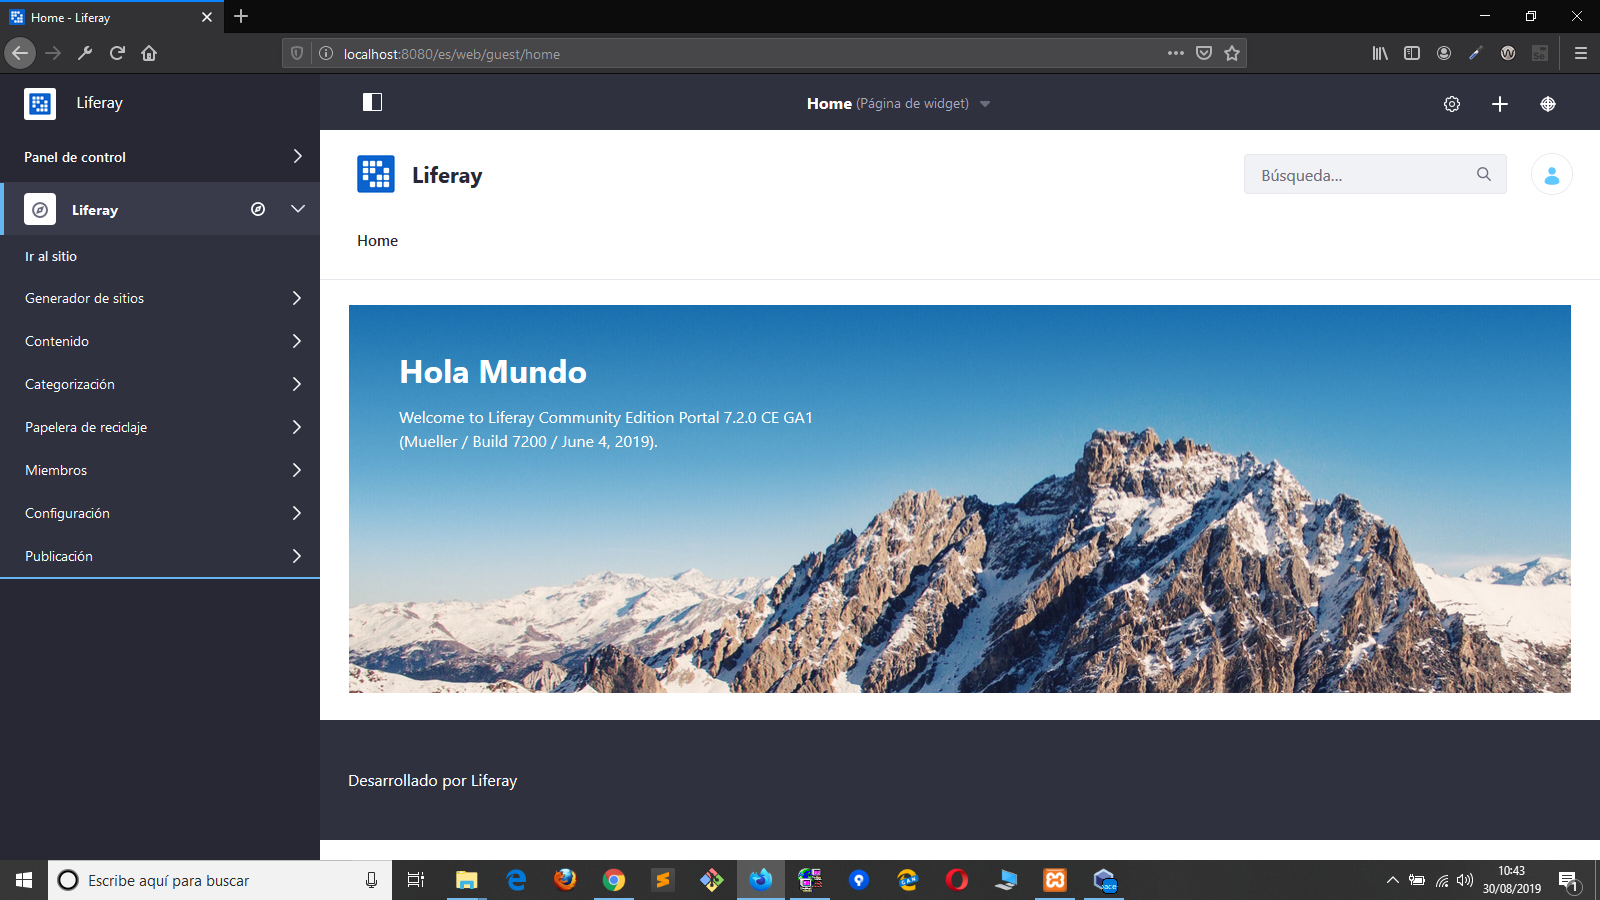 Home - Liferay
localhost:8080/es/web/guest/home
Liferay
Panel de control
Liferay
Ir al sitio
Generador de sitios
Contenido
Categorización
Papelera de reciclaje
Miembros
Configuración
Publicación
Home (Página de widget)
Liferay
Búsqueda...
Home
Hola Mundo
Welcome to Liferay Community Edition Portal 7.2.0 CE GA1
(Mueller / Build 7200 / June 4, 2019).
Desarrollado por Liferay
Escribe aquí para buscar
10:43
30/08/2019
1